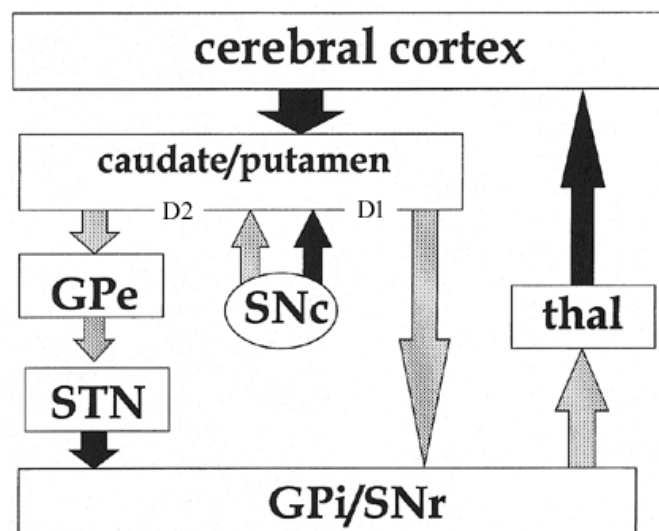 cerebral cortex
caudate/putamen
D2 D1
GPe
SNc
thal
STN
GPi/SNr